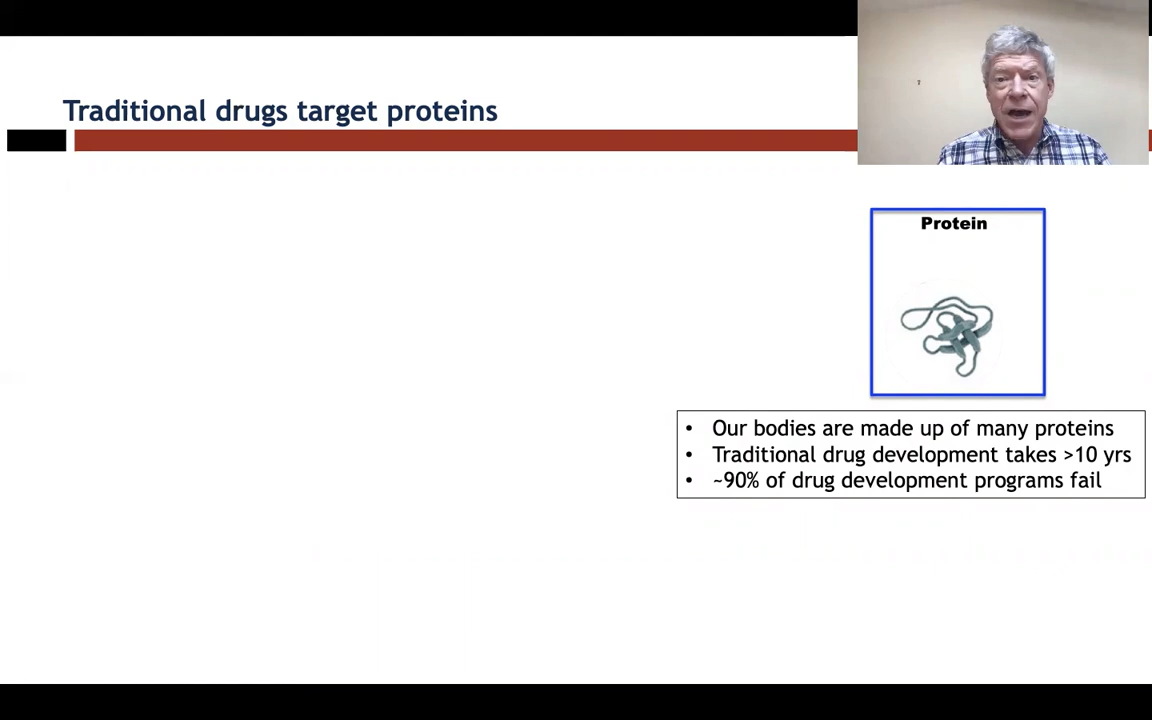 Traditional drugs target proteins
Protein
• Our bodies are made up of many proteins
• Traditional drug development takes >10 yrs
• ~90% of drug development programs fail